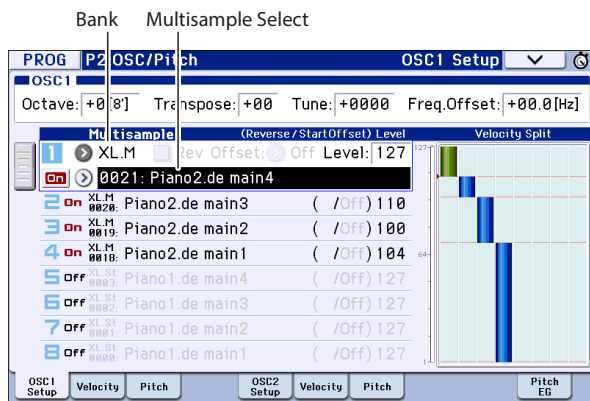 Bank Multisample Select
PROG P2 OSC/Pitch OSC1 Setup
OSC1
Octave: +0[8'] Transpose: +00 Tune: +0000 Freq.Offset: +00.0[Hz]
Multisample (Reverse/StartOffset) Level Velocity Split
1 XL.M Rev Offset: Off Level: 127
On 0021: Piano2.de main4
2 On XL.M 0020: Piano2.de main3 ( /Off) 110
3 On XL.M 0019: Piano2.de main2 ( /Off) 100
4 On XL.M 0018: Piano2.de main1 ( /Off) 104
5 Off XL.St 0003: Piano1.de main4 ( /Off) 127
6 Off XL.St 0002: Piano1.de main3 ( /Off) 127
7 Off XL.St 0001: Piano1.de main2 ( /Off) 127
8 Off XL.St 0000: Piano1.de main1 ( /Off) 127
127
64
1
OSC1 Setup Velocity Pitch OSC2 Setup Velocity Pitch Pitch EG